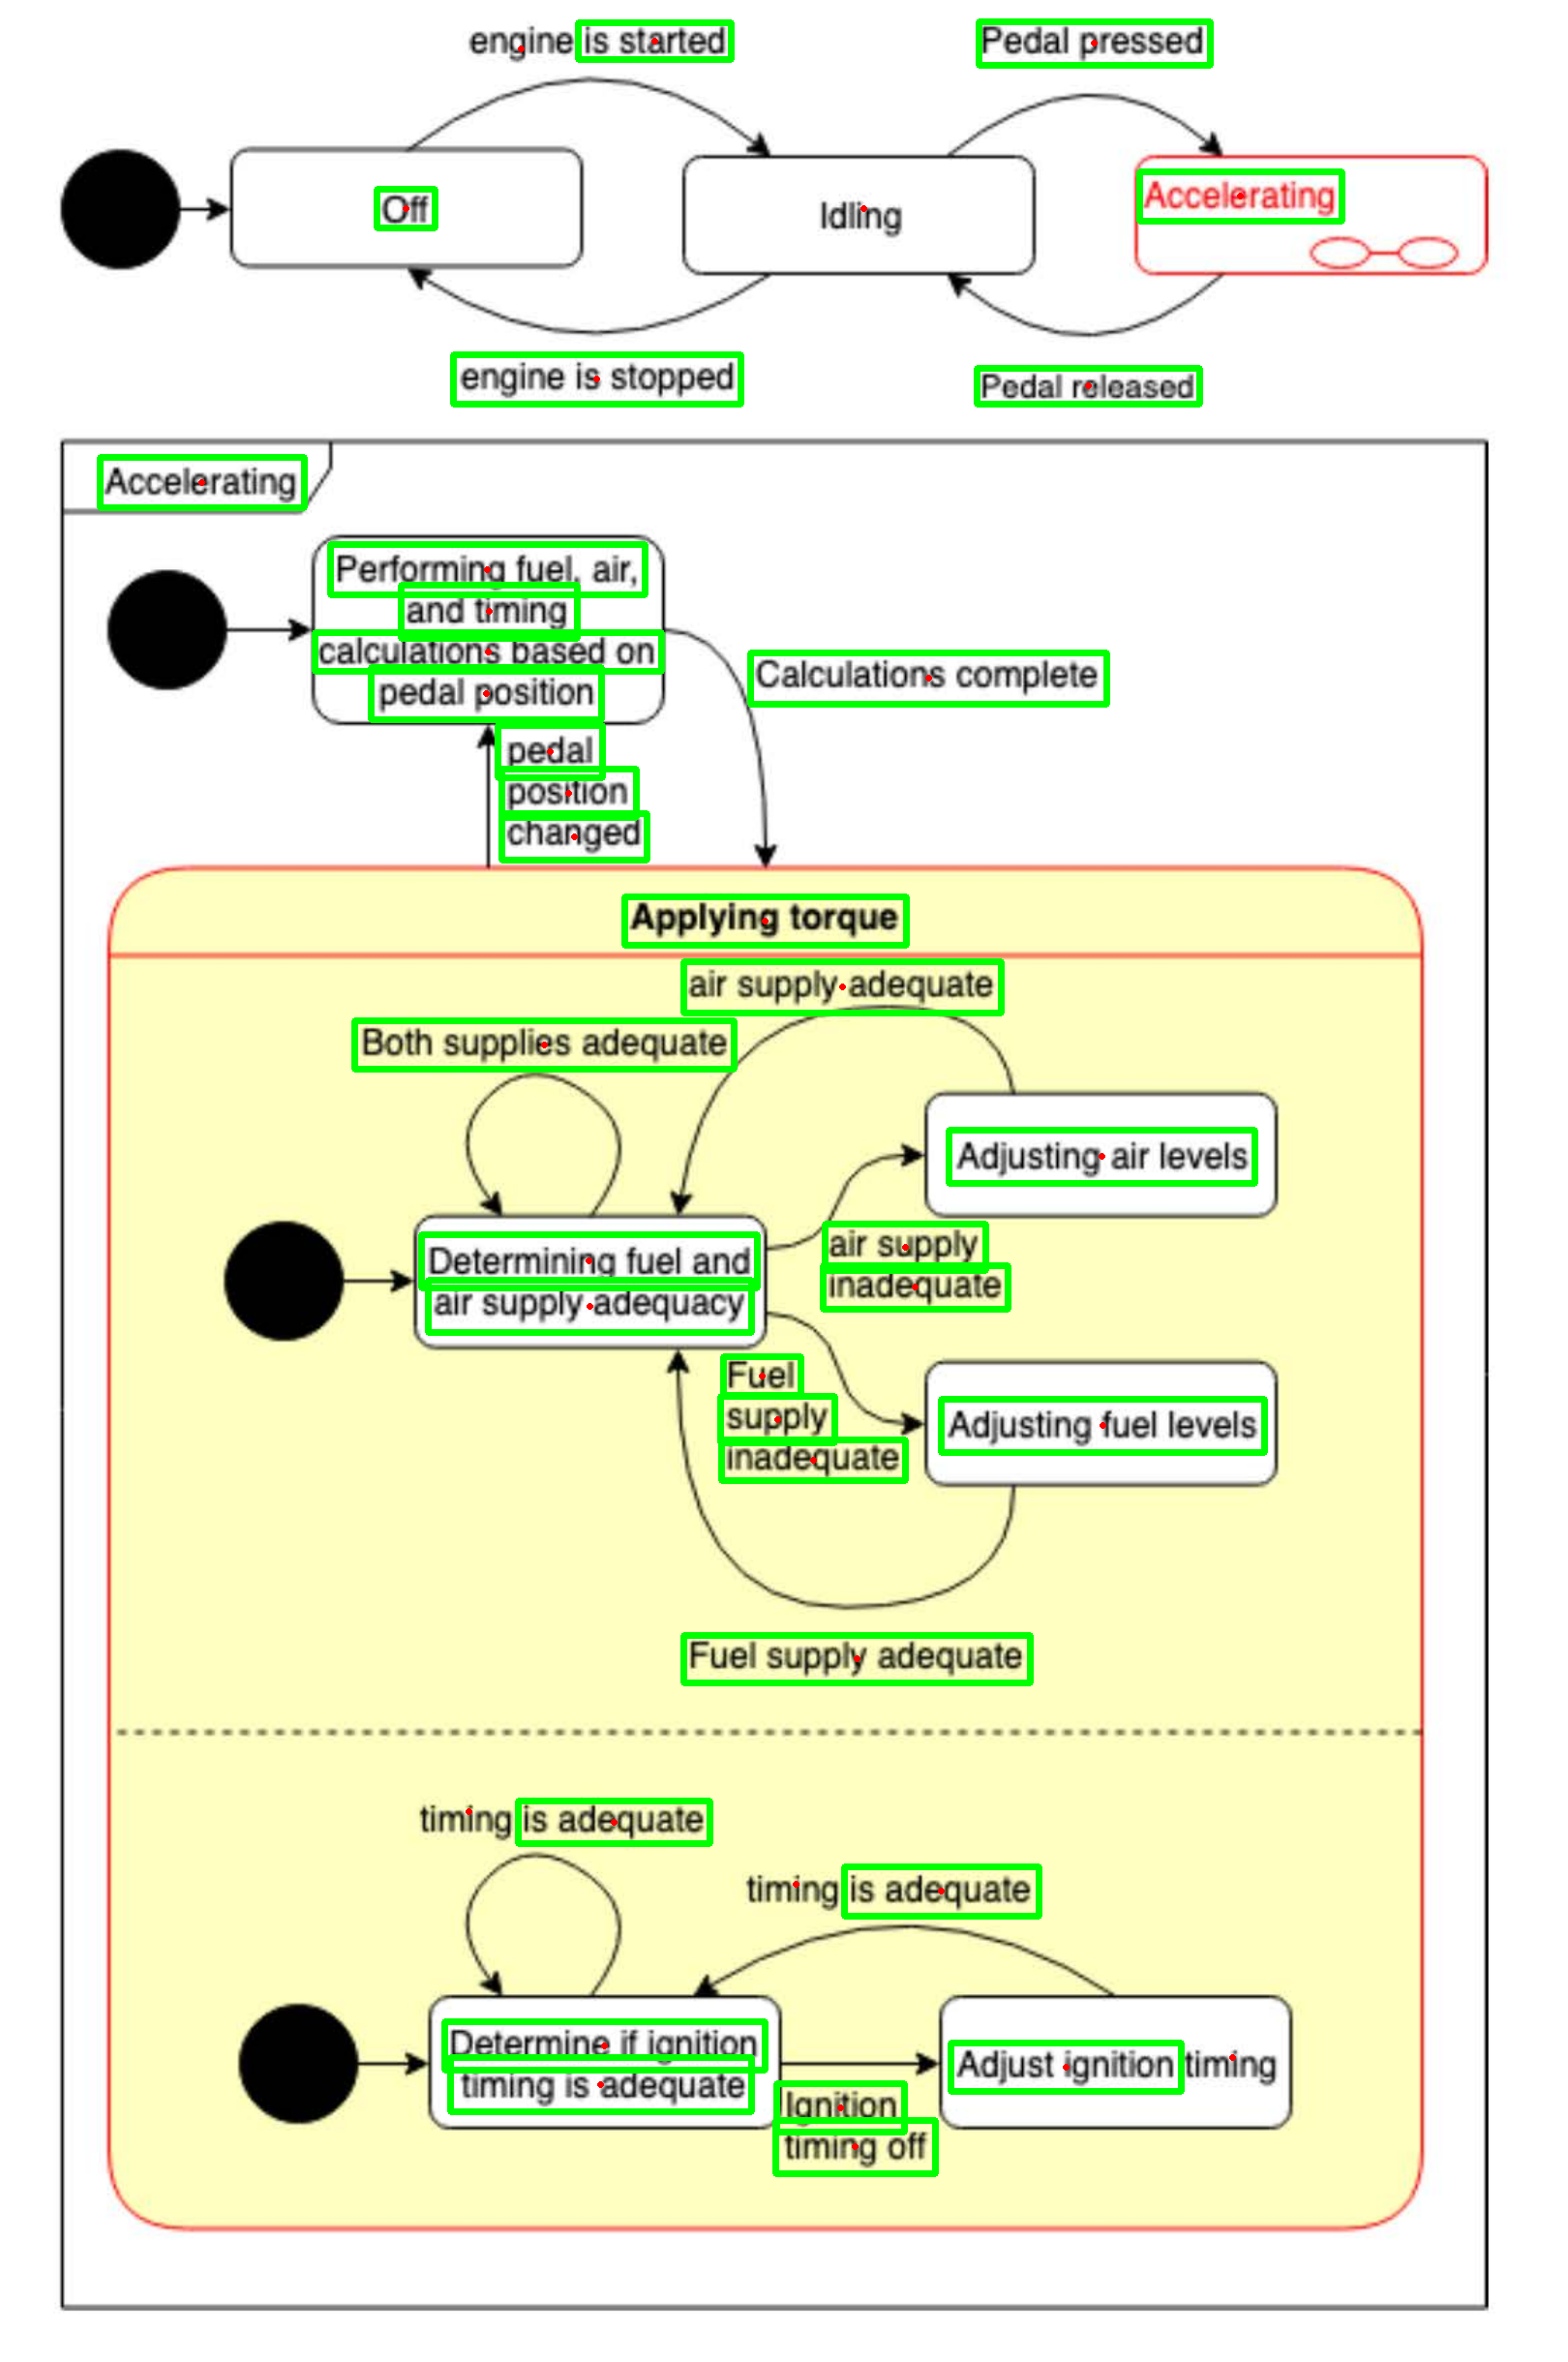 engine is started
Pedal pressed
Off
Idling
Accelerating
engine is stopped
Pedal released
Accelerating
Performing fuel, air,
and timing
calculations based on
pedal position
Calculations complete
pedal
position
changed
Applying torque
air supply adequate
Both supplies adequate
Adjusting air levels
Determining fuel and
air supply adequacy
air supply
inadequate
Fuel
supply
inadequate
Adjusting fuel levels
Fuel supply adequate
timing is adequate
timing is adequate
Determine if ignition
timing is adequate
Adjust ignition timing
Ignition
timing off